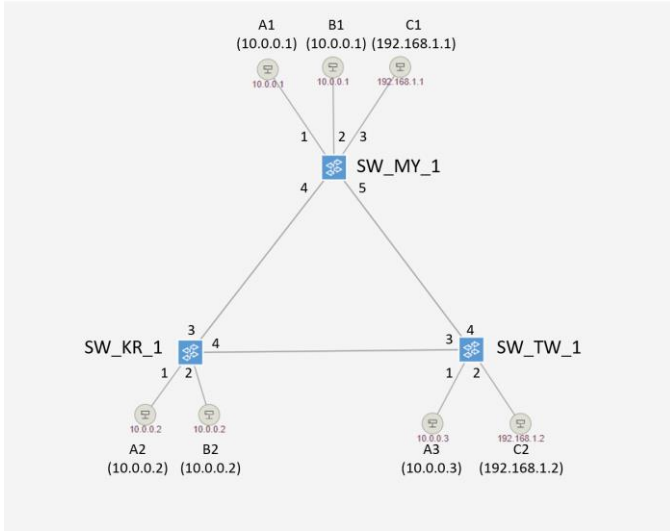 A1 B1 C1
(10.0.0.1) (10.0.0.1) (192.168.1.1)
10.0.0.1 10.0.0.1 192.168.1.1
1 2 3
SW_MY_1
4 5
3 4
SW_KR_1 4 3 SW_TW_1
1 2 1 2
10.0.0.2 10.0.0.2 10.0.0.3 192.168.1.2
A2 B2 A3 C2
(10.0.0.2) (10.0.0.2) (10.0.0.3) (192.168.1.2)